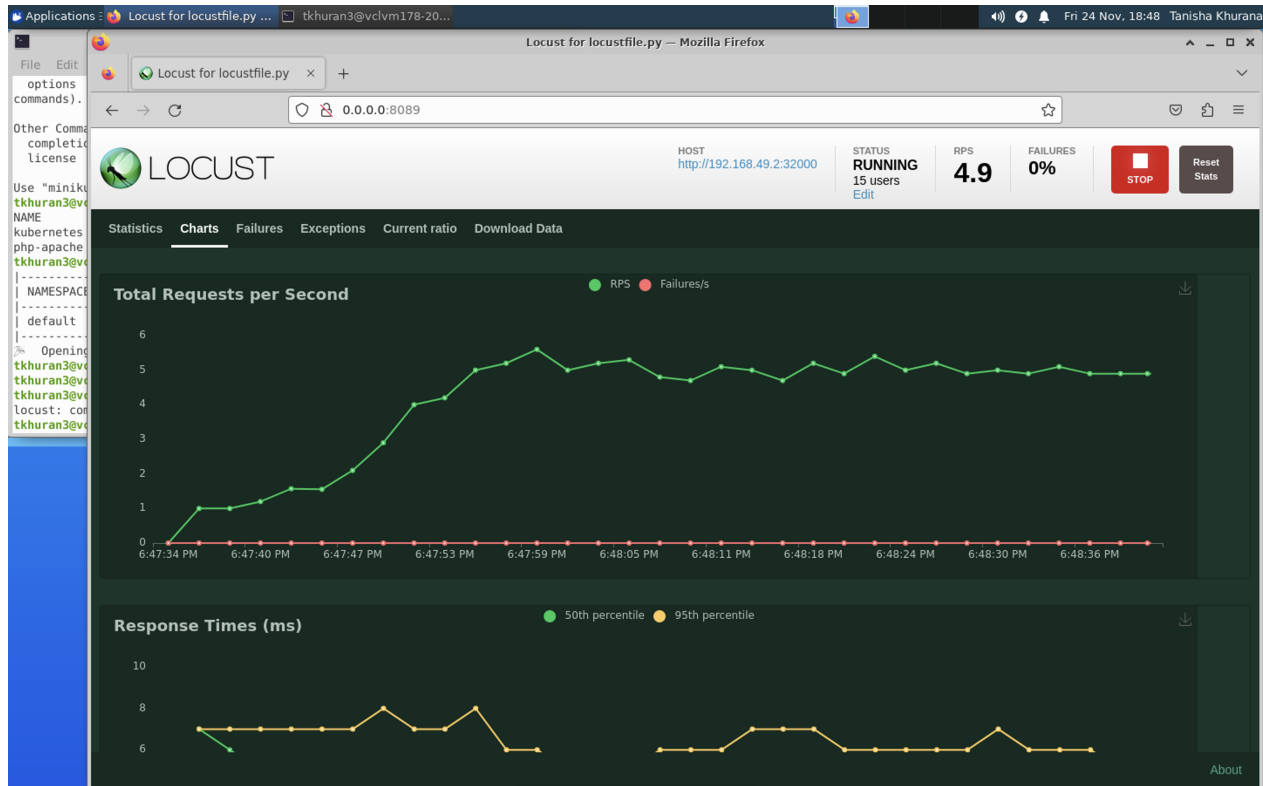 Applications Locust for locustfile.py ... tkhuran3@vclvm178-20... Fri 24 Nov, 18:48 Tanisha Khurana
Locust for locustfile.py — Mozilla Firefox
File Edit
Locust for locustfile.py
options
commands).
0.0.0.0:8089
Other Comma
completio
license
Use "miniku
tkhuran3@vc
NAME
kubernetes
php-apache
tkhuran3@vc
|----------
| NAMESPACE
|----------
| default
|----------
Opening
tkhuran3@vc
tkhuran3@vc
tkhuran3@vc
locust: com
tkhuran3@vc
LOCUST
HOST
http://192.168.49.2:32000
STATUS
RUNNING
15 users
Edit
RPS
4.9
FAILURES
0%
STOP
Reset
Stats
Statistics Charts Failures Exceptions Current ratio Download Data
Total Requests per Second
RPS Failures/s
6
5
4
3
2
1
0
6:47:34 PM 6:47:40 PM 6:47:47 PM 6:47:53 PM 6:47:59 PM 6:48:05 PM 6:48:11 PM 6:48:18 PM 6:48:24 PM 6:48:30 PM 6:48:36 PM
Response Times (ms)
50th percentile 95th percentile
10
8
6
About